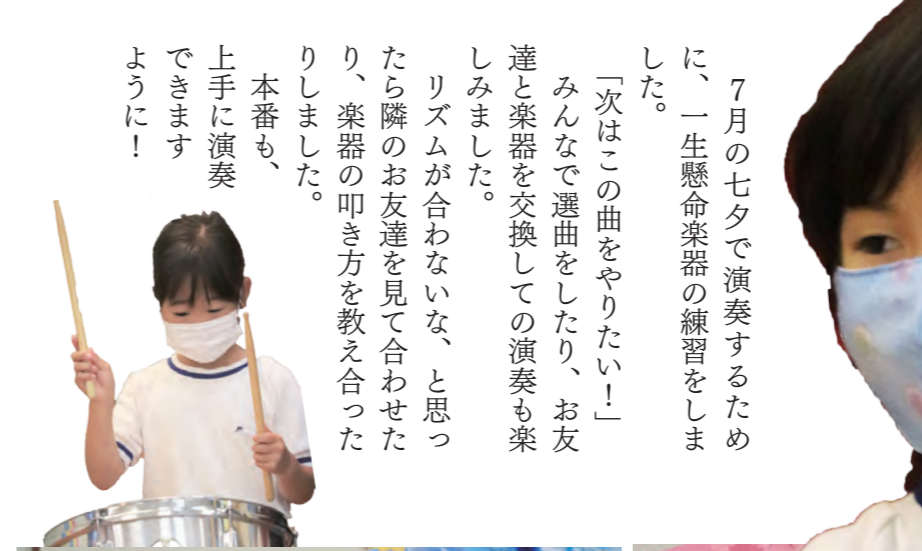 ７月の七夕で演奏するため
に、一生懸命楽器の練習をしま
した。
「次はこの曲をやりたい！」
みんなで選曲をしたり、お友
達と楽器を交換しての演奏も楽
しみました。
リズムが合わないな、と思っ
たら隣のお友達を見て合わせた
り、楽器の叩き方を教え合った
りしました。
本番も、
上手に演奏
できます
ように！